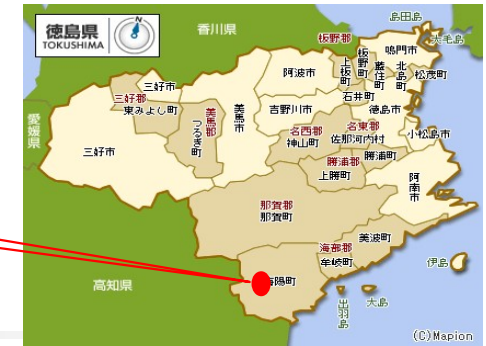 徳島県
TOKUSHIMA
香川県
島田島
大毛島
鳴門市
板野郡
板野町
上板町
藍住町
北島町
松茂町
阿波市
石井町
徳島市
三好市
三好郡
東みよし町
美馬郡
つるぎ町
美馬市
吉野川市
名西郡
神山町
名東郡
佐那河内村
小松島市
愛媛県
三好市
勝浦郡
勝浦町
上勝町
阿南市
那賀郡
那賀町
海部郡
美波町
牟岐町
伊島
陽町
高知県
出羽島
大島
(C)Mapion